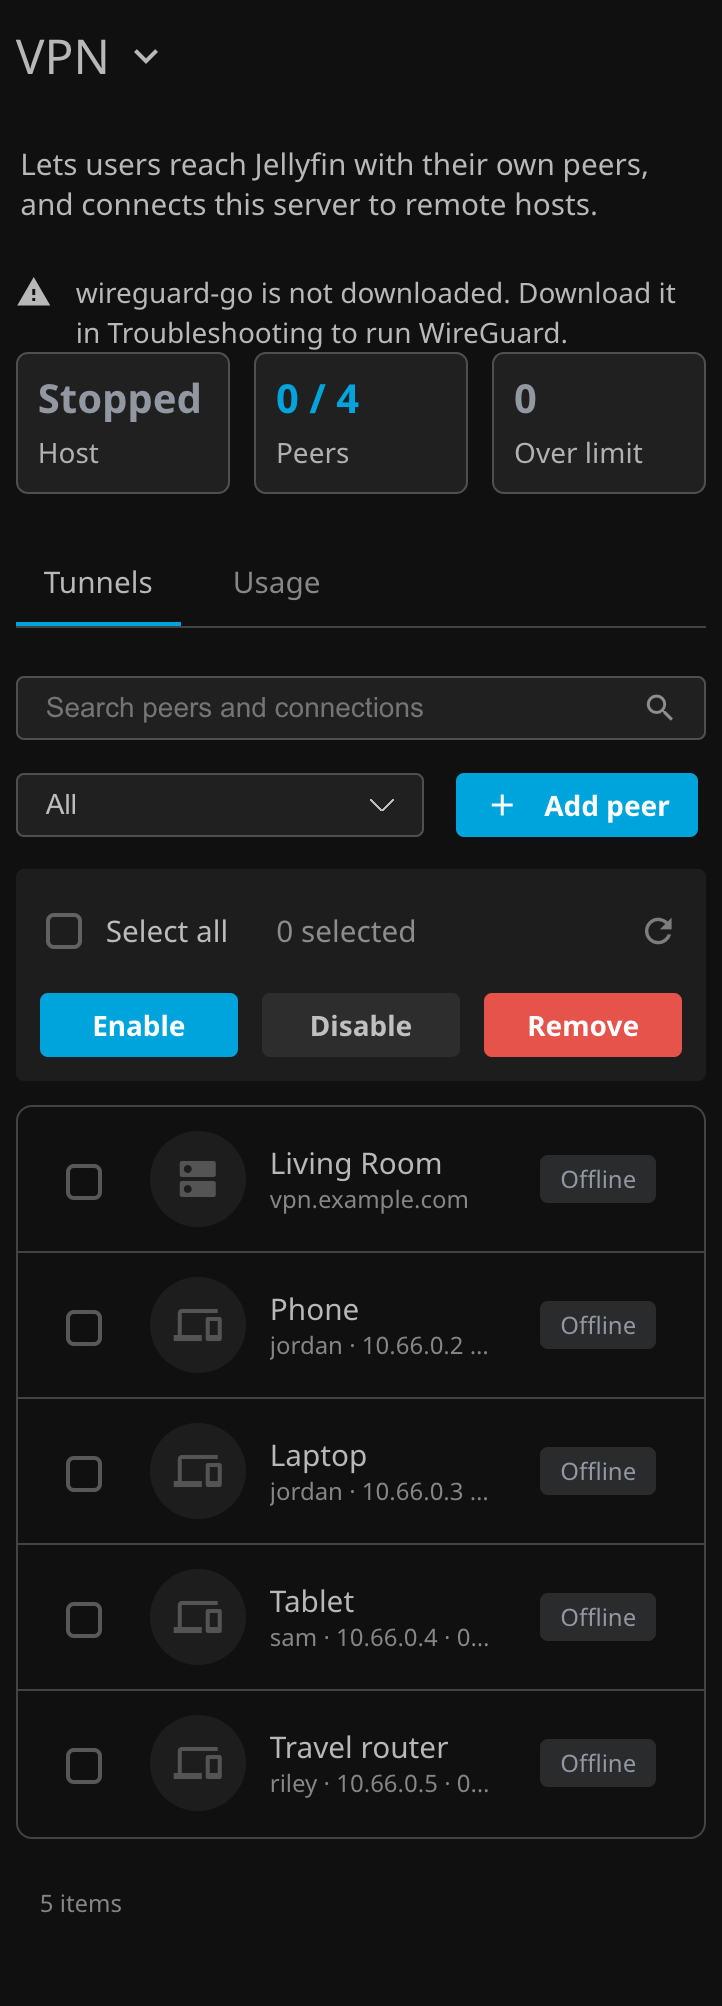 VPN
Lets users reach Jellyfin with their own peers,
and connects this server to remote hosts.
wireguard-go is not downloaded. Download it
in Troubleshooting to run WireGuard.
Stopped
Host
0 / 4
Peers
0
Over limit
Tunnels
Usage
Search peers and connections
All
Add peer
Select all
0 selected
Enable
Disable
Remove
Living Room
vpn.example.com
Offline
Phone
jordan · 10.66.0.2 ...
Offline
Laptop
jordan · 10.66.0.3 ...
Offline
Tablet
sam · 10.66.0.4 · 0...
Offline
Travel router
riley · 10.66.0.5 · 0...
Offline
5 items